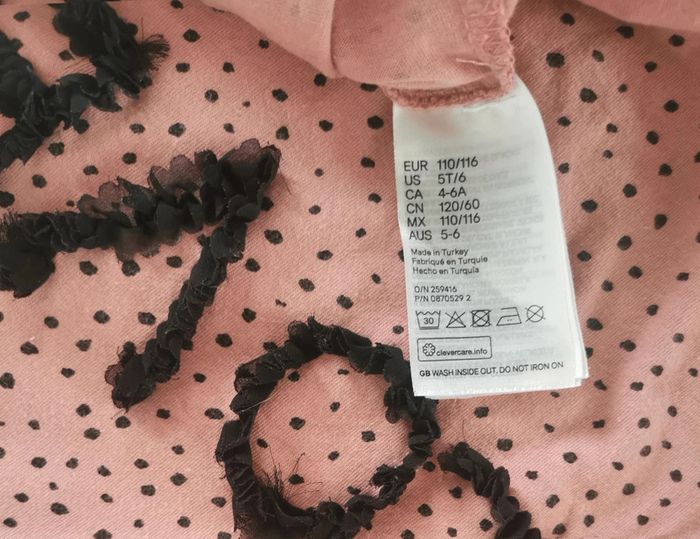 EUR 110/116
US 5T/6
CA 4-6A
CN 120/60
MX 110/116
AUS 5-6
Made in Turkey
Fabriqué en Turquie
Hecho en Turquía
O/N 259416
P/N 0870529 2
30
clevercare.info
GB WASH INSIDE OUT. DO NOT IRON ON